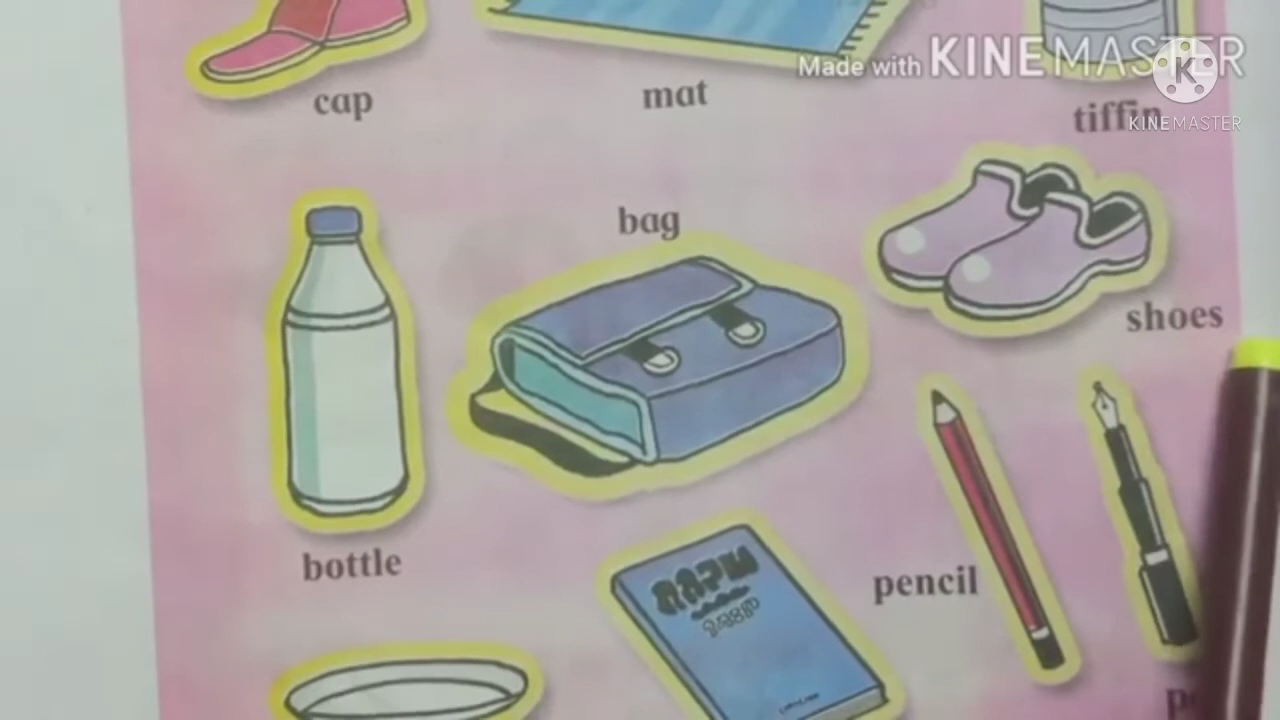 Made with KINEMASTER
KINEMASTER
cap
mat
tiffin
bag
shoes
bottle
pencil